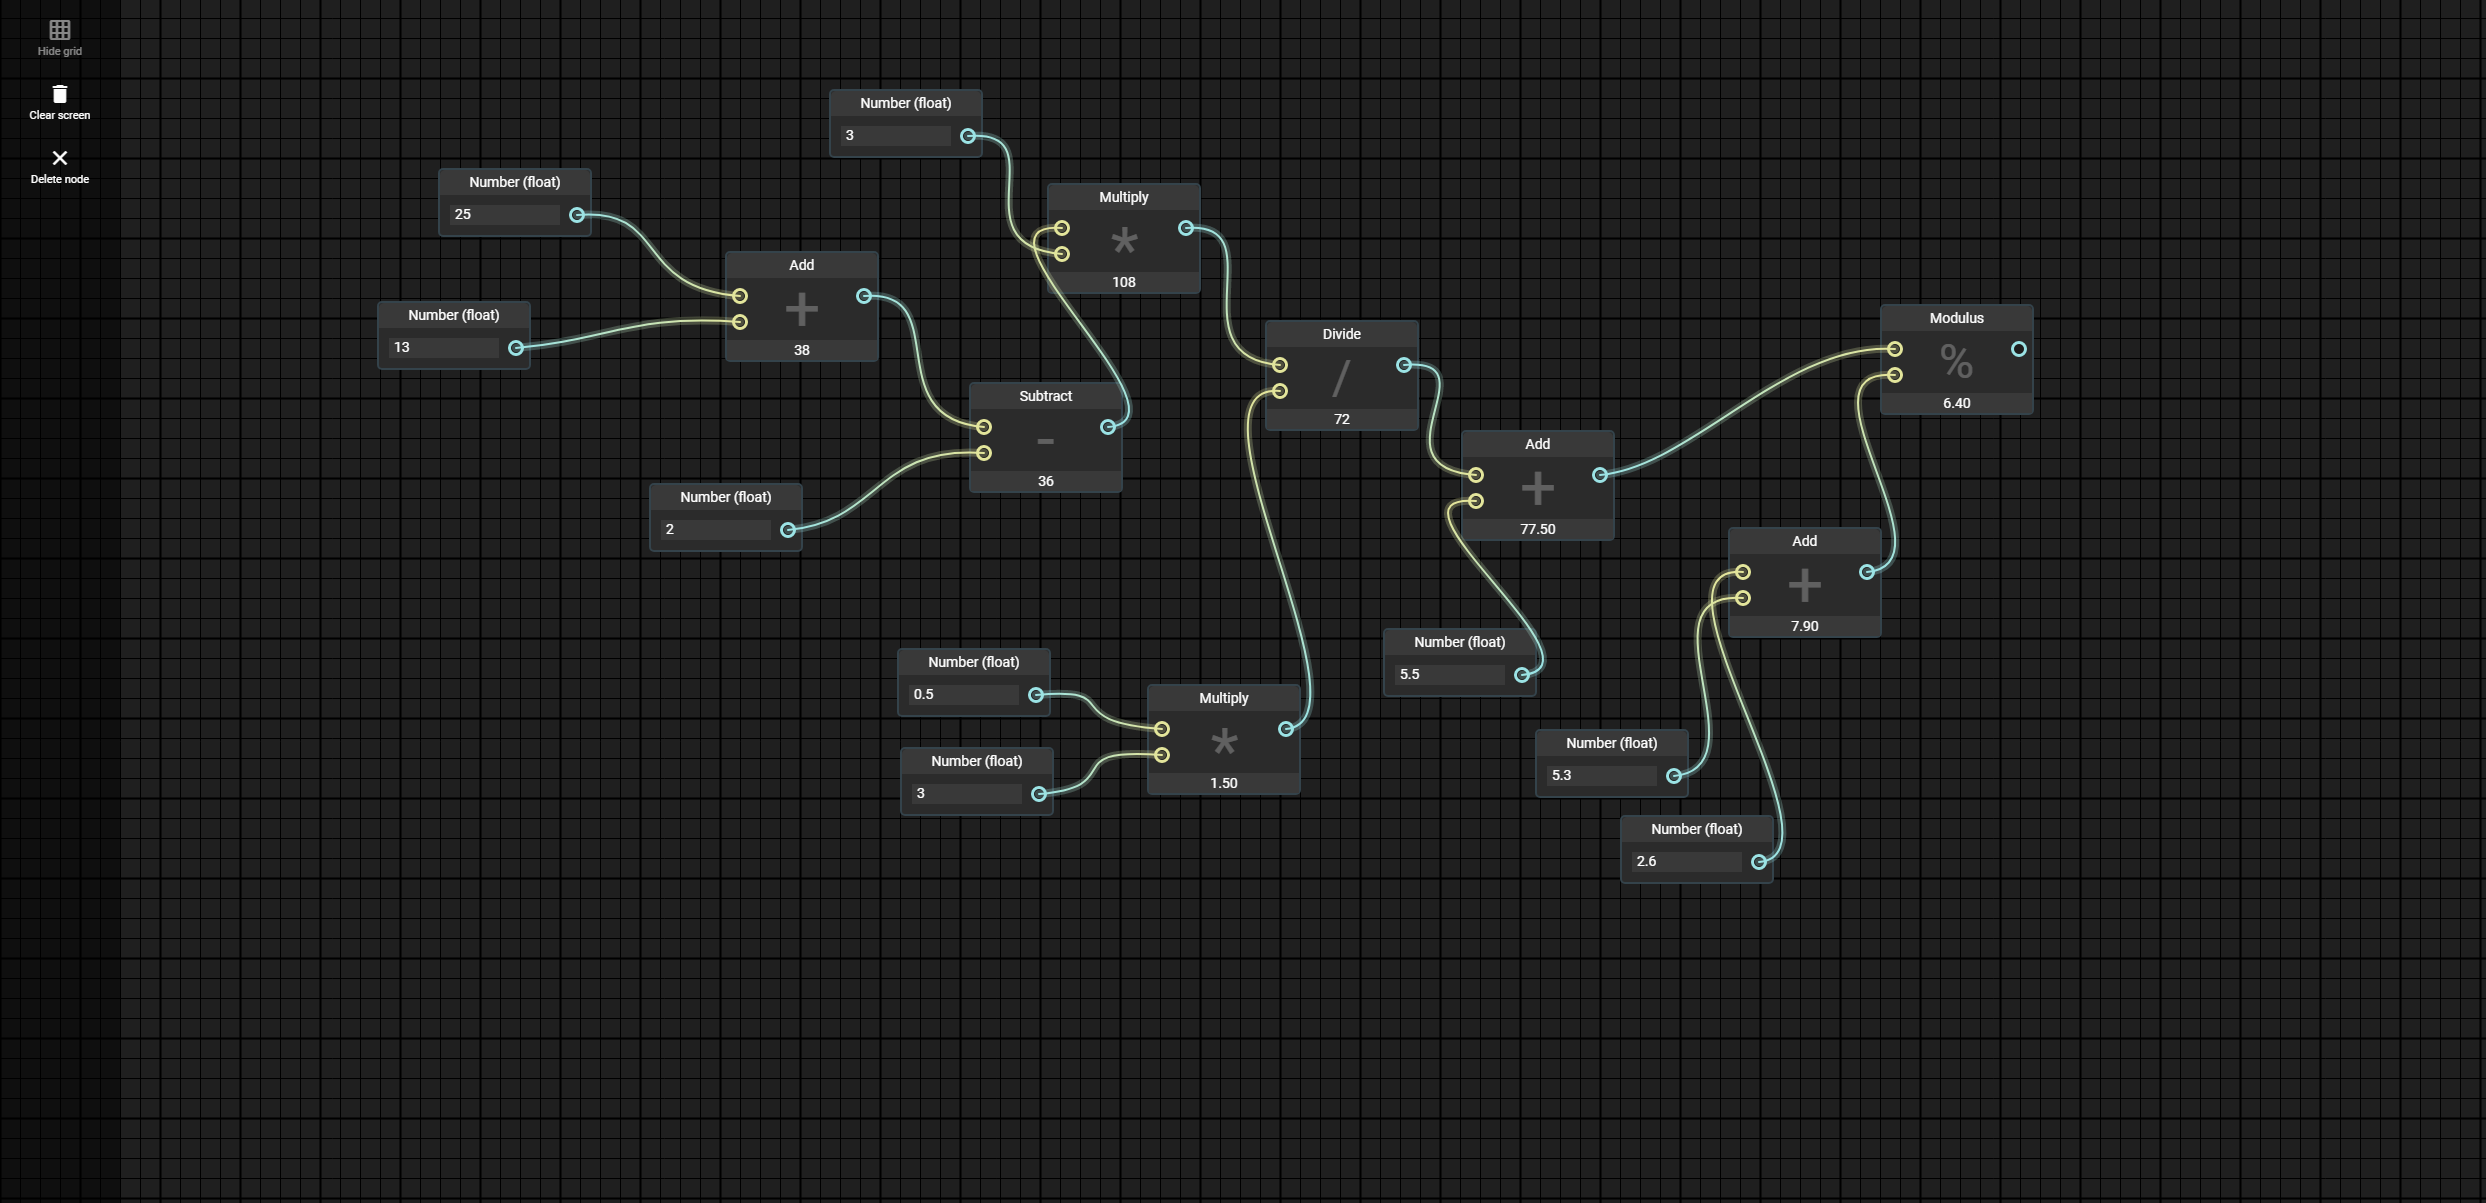 Hide grid
Clear screen
Delete node
Number (float)
3
Number (float)
25
Multiply
*
108
Add
+
38
Number (float)
13
Modulus
%
6.40
Divide
/
72
Subtract
-
36
Add
+
77.50
Number (float)
2
Add
+
7.90
Number (float)
5.5
Number (float)
0.5
Multiply
*
1.50
Number (float)
5.3
Number (float)
3
Number (float)
2.6